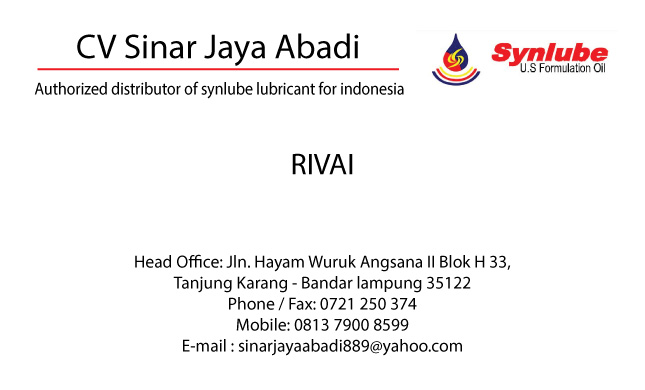 CV Sinar Jaya Abadi
Authorized distributor of synlube lubricant for indonesia
Synlube
U.S Formulation Oil
RIVAI
Head Office: Jln. Hayam Wuruk Angsana II Blok H 33,
Tanjung Karang - Bandar lampung 35122
Phone / Fax: 0721 250 374
Mobile: 0813 7900 8599
E-mail : sinarjayaabadi889@yahoo.com